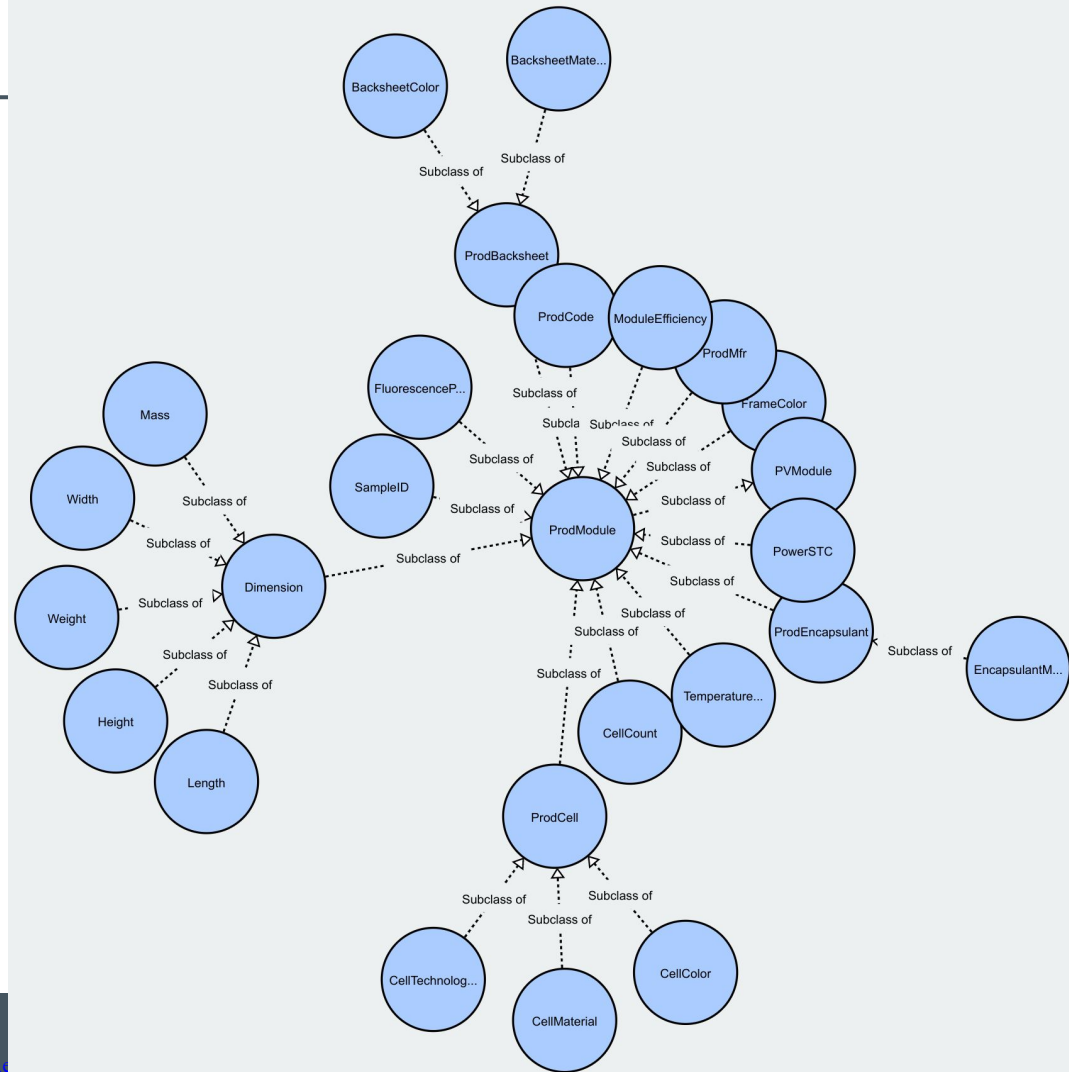 BacksheetColor
BacksheetMate...
Subclass of
Subclass of
ProdBacksheet
ProdCode
ModuleEfficiency
ProdMfr
FrameColor
FluorescenceP...
Subclass of
Subcla
Subclass of
Subclass of
Mass
Subclass of
Subclass of
PVModule
Width
SampleID
Subclass of
Subclass of
Subclass of
ProdModule
Subclass of
PowerSTC
Subclass of
Subclass of
Dimension
Subclass of
Weight
Subclass of
Subclass of
ProdEncapsulant
Subclass of
EncapsulantM...
Subclass of
Subclass of
Subclass of
Temperature...
Height
CellCount
Length
ProdCell
Subclass of
Subclass of
Subclass of
CellTechnolog...
CellColor
CellMaterial